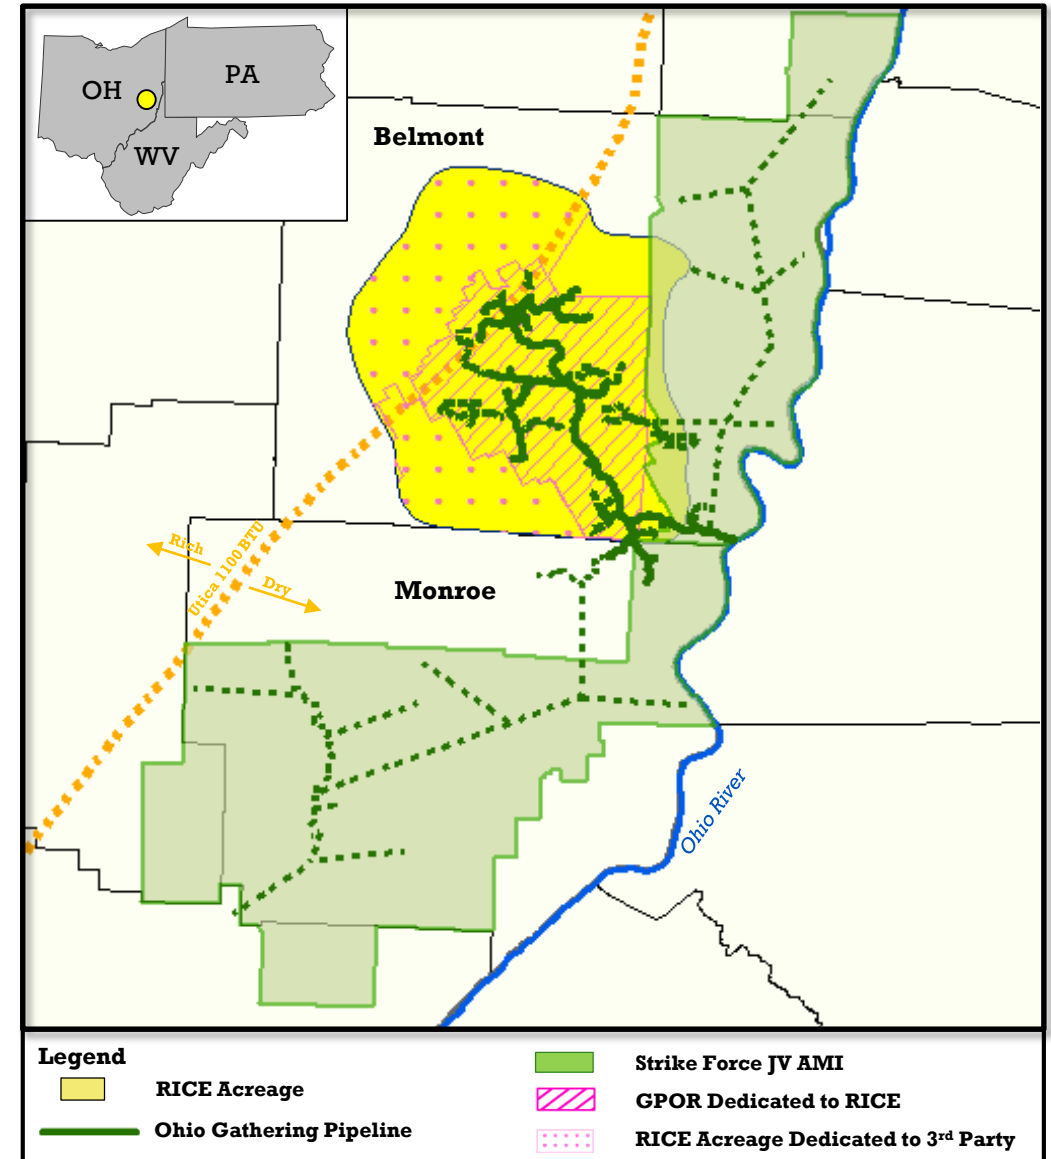 OH
PA
WV
Belmont
Rich
Utica 1100 BTU
Dry
Monroe
Ohio River
Legend
RICE Acreage
Ohio Gathering Pipeline
Strike Force JV AMI
GPOR Dedicated to RICE
RICE Acreage Dedicated to 3rd Party